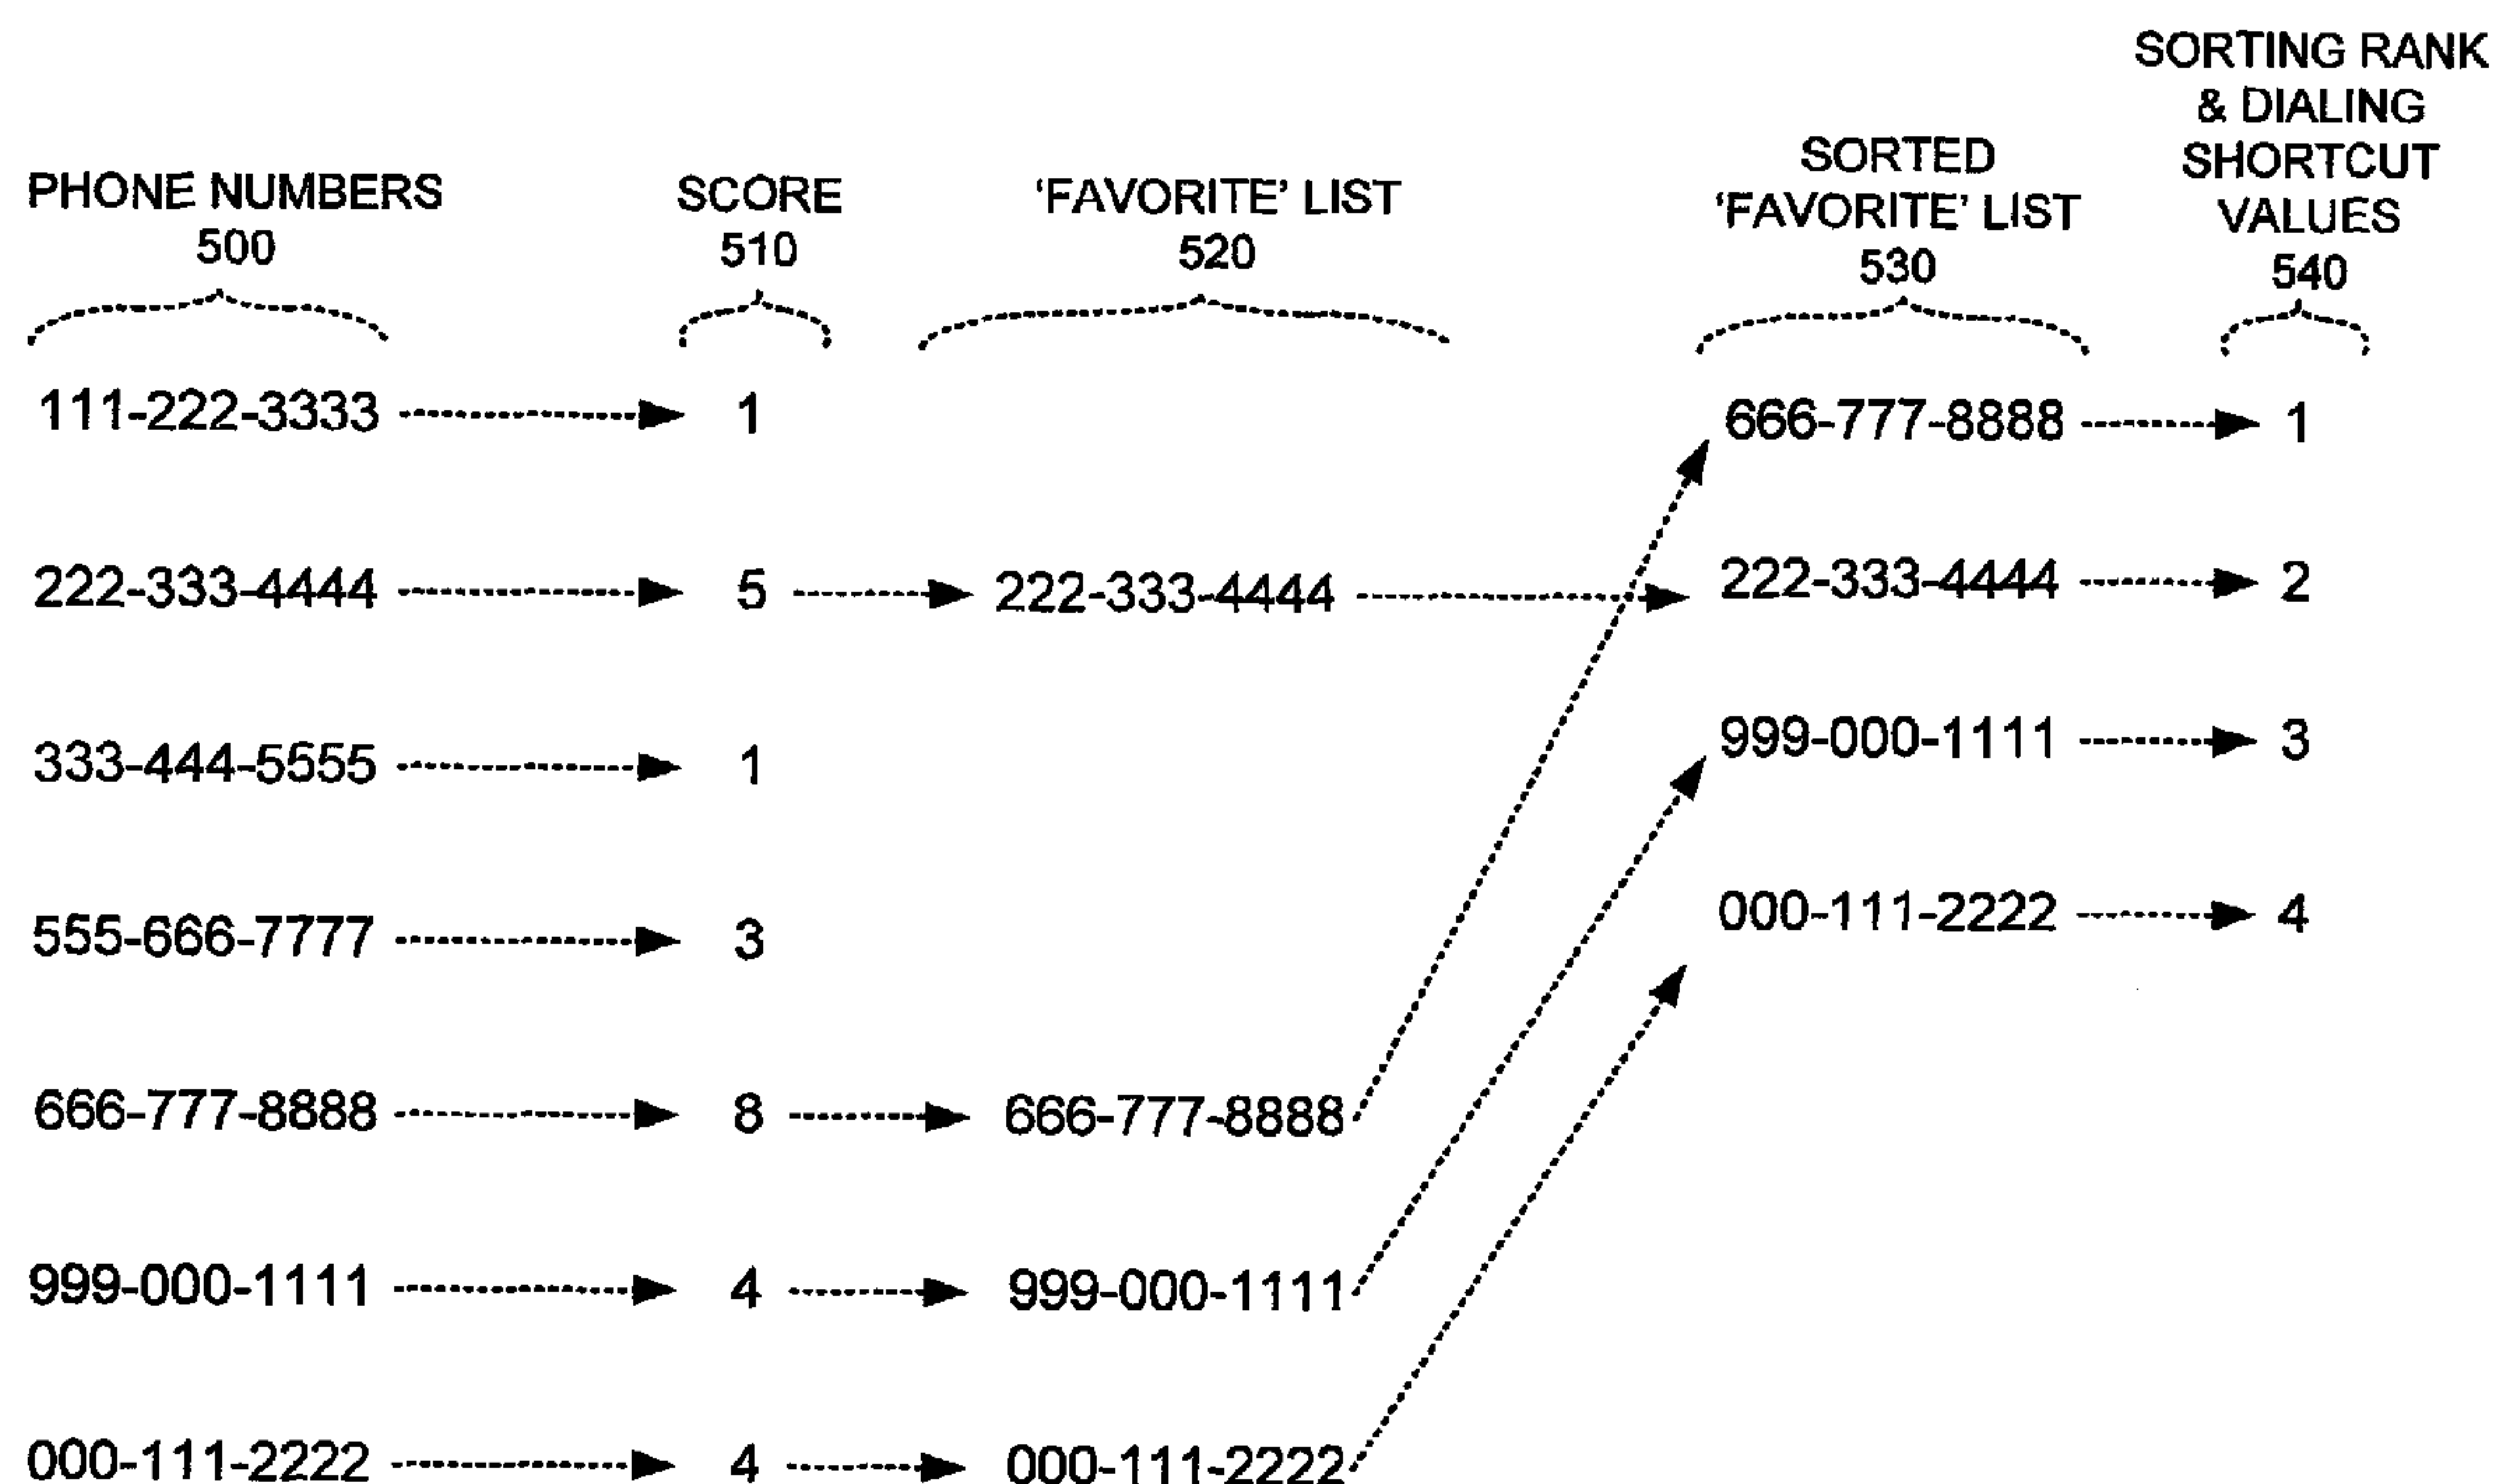 PHONE NUMBERS
500
SCORE
510
'FAVORITE' LIST
520
SORTED
'FAVORITE' LIST
530
SORTING RANK
& DIALING
SHORTCUT
VALUES
540
111-222-3333 1
222-333-4444 5 222-333-4444
333-444-5555 1
555-666-7777 3
666-777-8888 8 666-777-8888
999-000-1111 4 999-000-1111
000-111-2222 4 000-111-2222
666-777-8888 1
222-333-4444 2
999-000-1111 3
000-111-2222 4